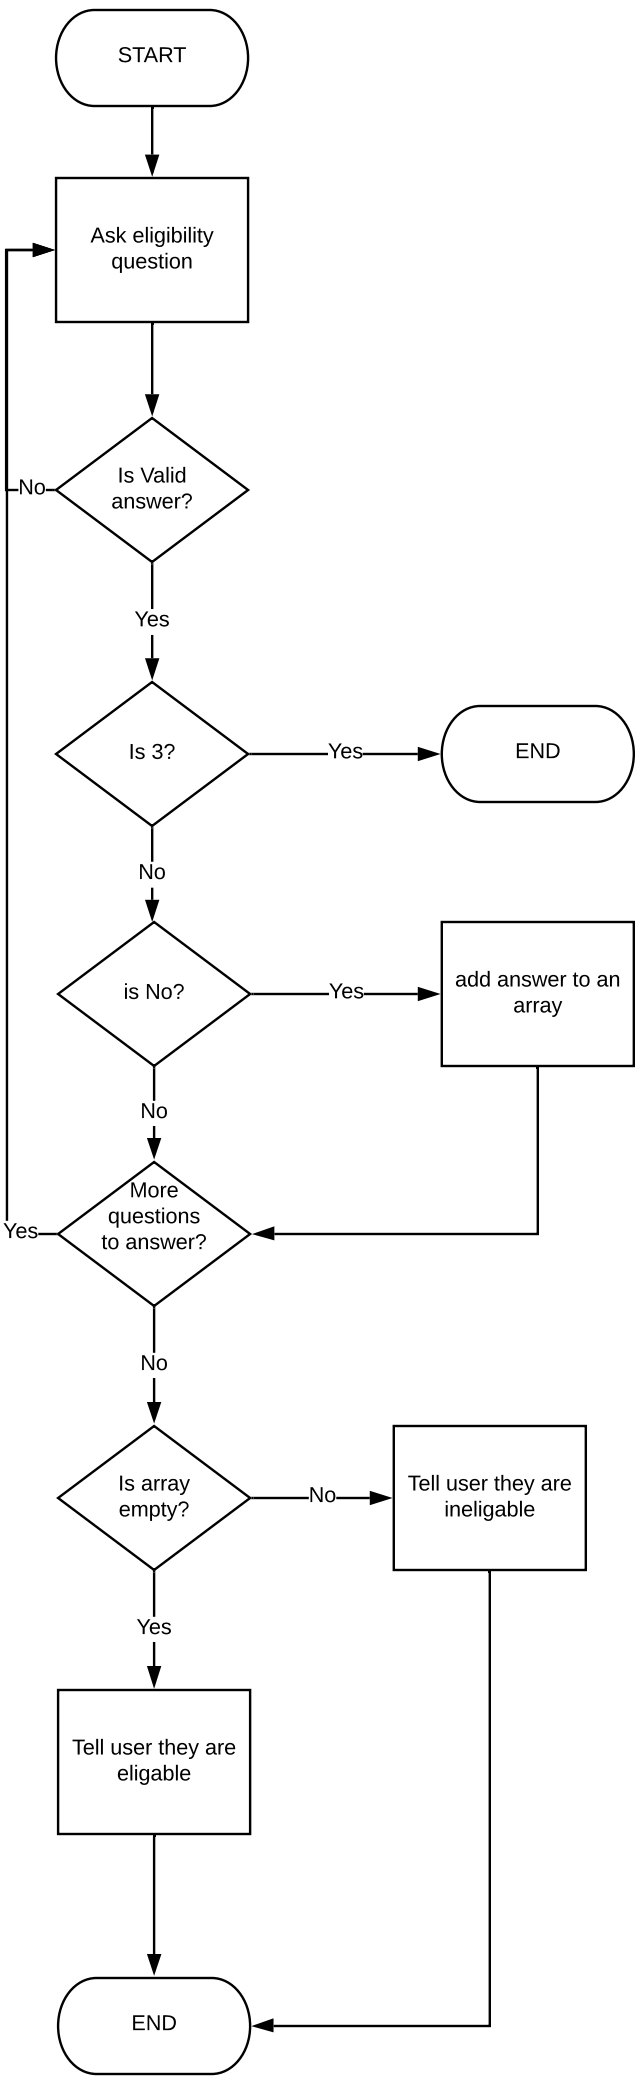 START
Ask eligibility
question
Is Valid
answer?
No
Yes
Is 3?
Yes
END
No
is No?
Yes
add answer to an
array
No
More
questions
to answer?
Yes
No
Is array
empty?
No
Tell user they are
ineligable
Yes
Tell user they are
eligable
END